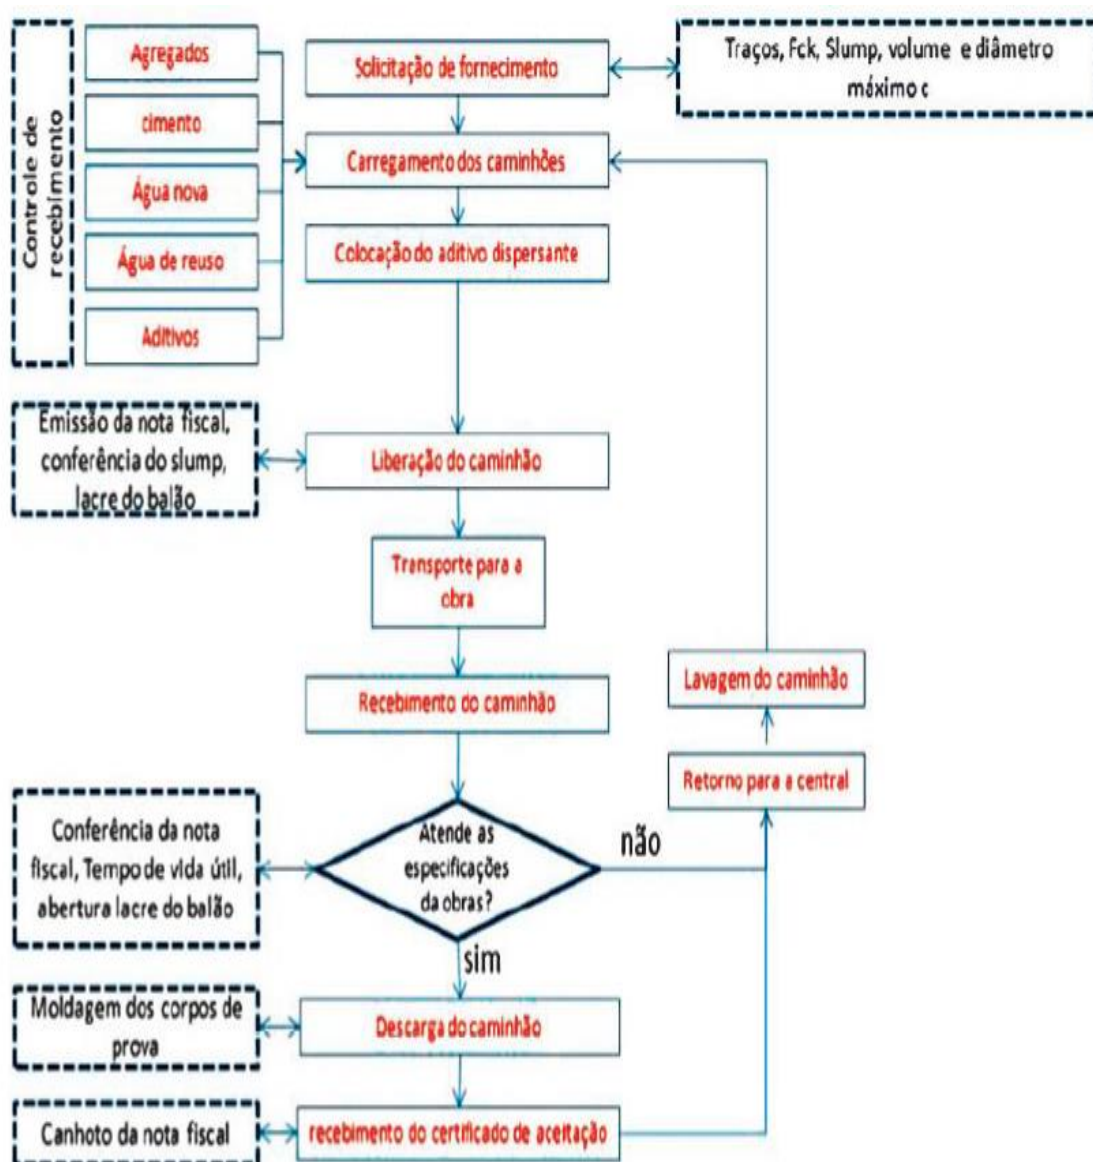 Controle de
recebimento
Agregados
cimento
Água nova
Água de reuso
Aditivos
Solicitação de fornecimento
Traços, Fck, Slump, volume e diâmetro
máximo c
Carregamento dos caminhões
Colocação do aditivo dispersante
Emissão da nota fiscal,
conferência do slump,
lacre do balão
Liberação do caminhão
Transporte para a
obra
Recebimento do caminhão
Lavagem do caminhão
Retorno para a central
Conferência da nota
fiscal, Tempo de vida útil,
abertura lacre do balão
Atende as
especificações
da obras?
não
sim
Moldagem dos corpos de
prova
Descarga do caminhão
Canhoto da nota fiscal
recebimento do certificado de aceitação